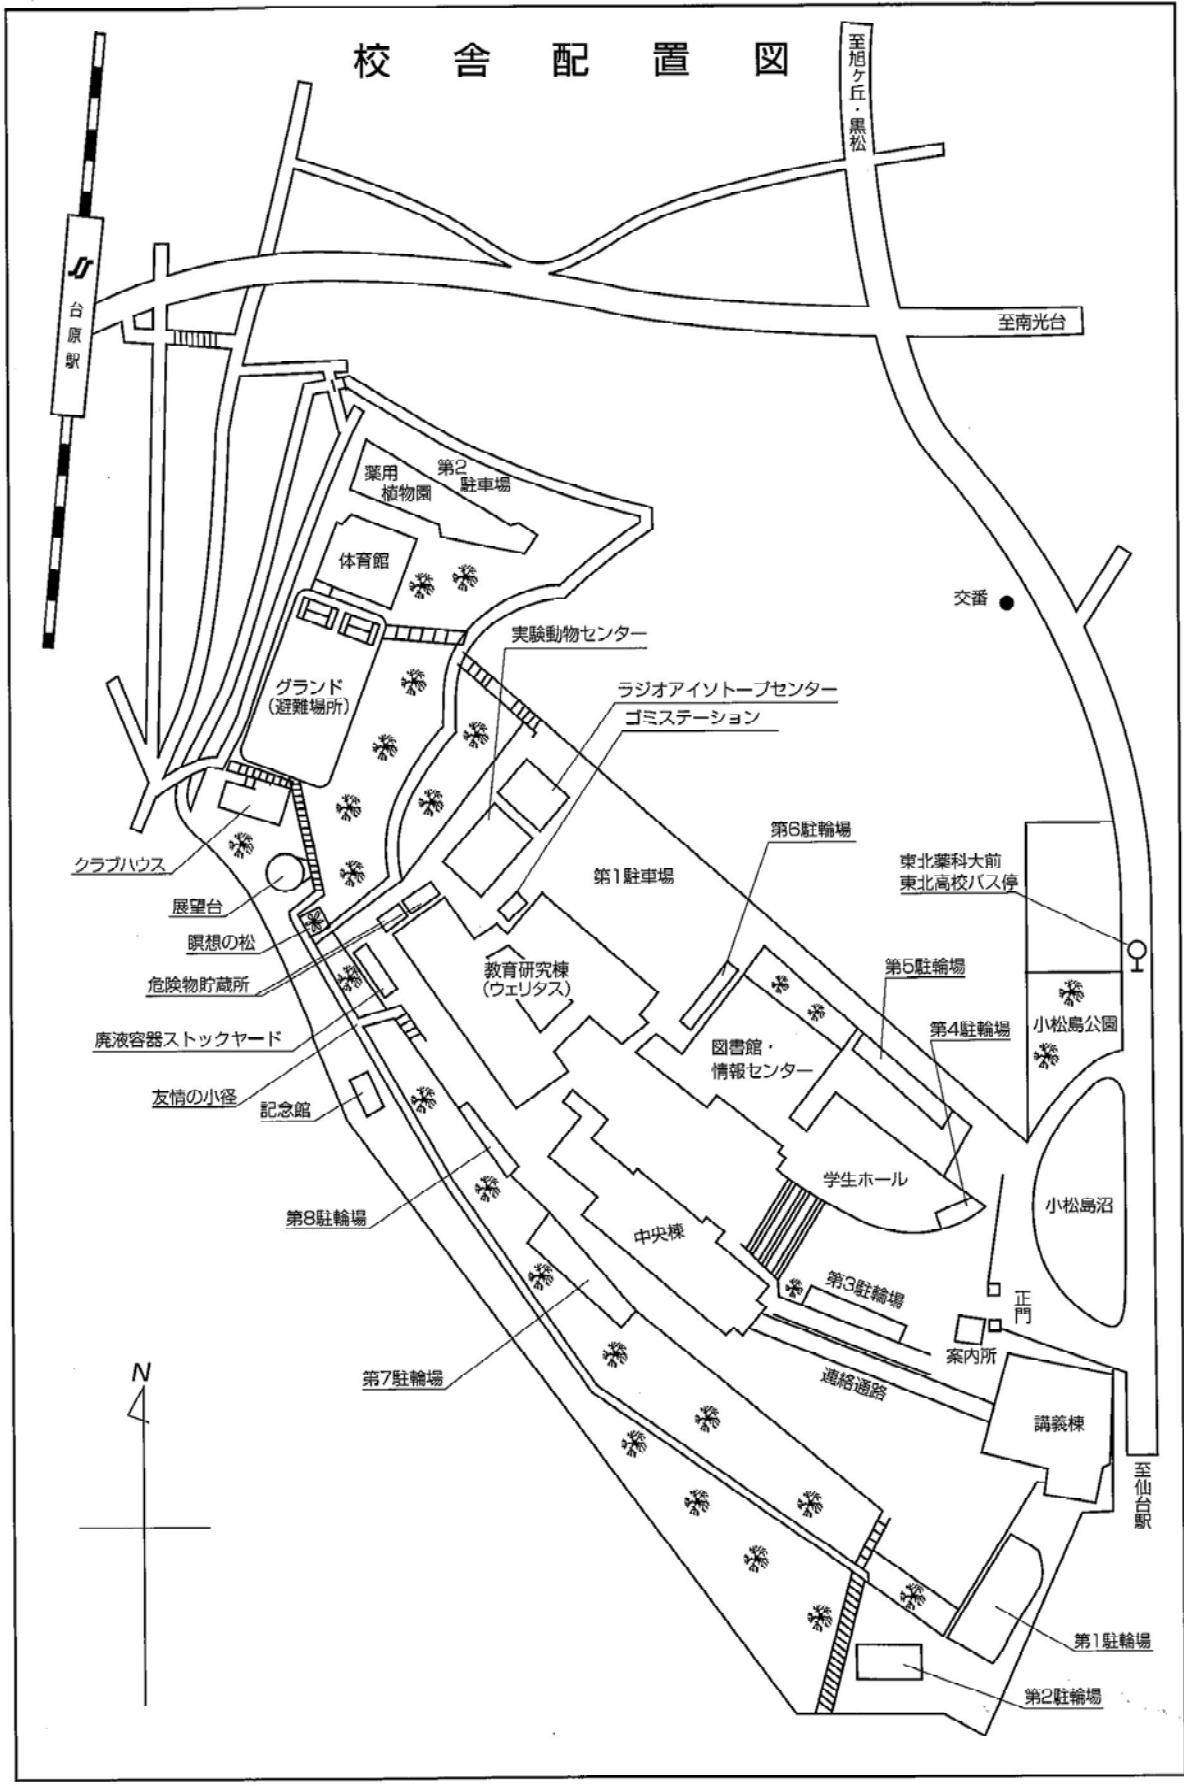 校舎配置図
至旭ヶ丘・黒松
台原駅
至南光台
薬用
植物園
第2
駐車場
体育館
交番
実験動物センター
グランド
(避難場所)
ラジオアイソトープセンター
ゴミステーション
クラブハウス
第1駐車場
第6駐輪場
東北薬科大前
東北高校バス停
展望台
瞑想の松
危険物貯蔵所
教育研究棟
(ウェリタス)
第5駐輪場
廃液容器ストックヤード
図書館・
情報センター
第4駐輪場
小松島公園
友情の小径
記念館
第8駐輪場
学生ホール
小松島沼
中央棟
第3駐輪場
正門
案内所
第7駐輪場
連絡通路
講義棟
N
至仙台駅
第1駐輪場
第2駐輪場